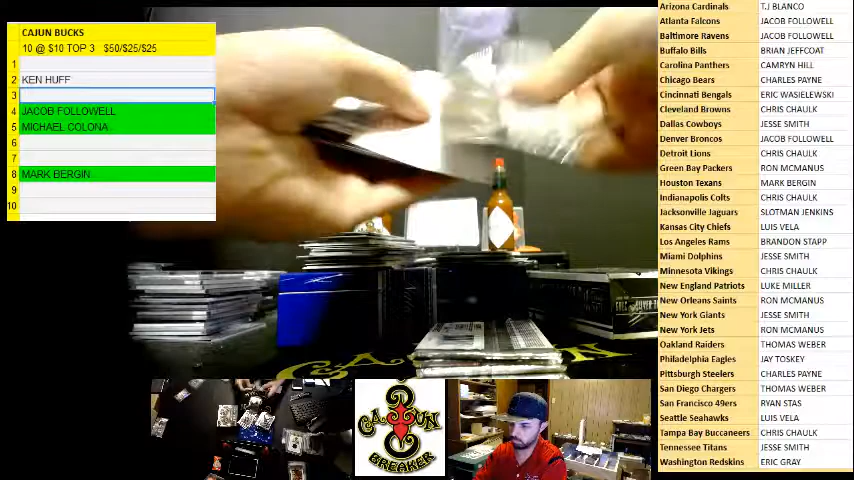 CAJUN BUCKS
10 @ $10 TOP 3 $50/$25/$25
1
2 KEN HUFF
3
4 JACOB FOLLOWELL
5 MICHAEL COLONA
6
7
8 MARK BERGIN
9
10
Arizona Cardinals T.J BLANCO
Atlanta Falcons JACOB FOLLOWELL
Baltimore Ravens JACOB FOLLOWELL
Buffalo Bills BRIAN JEFFCOAT
Carolina Panthers CAMRYN HILL
Chicago Bears CHARLES PAYNE
Cincinnati Bengals ERIC WASIELEWSKI
Cleveland Browns CHRIS CHAULK
Dallas Cowboys JESSE SMITH
Denver Broncos JACOB FOLLOWELL
Detroit Lions CHRIS CHAULK
Green Bay Packers RON MCMANUS
Houston Texans MARK BERGIN
Indianapolis Colts CHRIS CHAULK
Jacksonville Jaguars SLOTMAN JENKINS
Kansas City Chiefs LUIS VELA
Los Angeles Rams BRANDON STAPP
Miami Dolphins JESSE SMITH
Minnesota Vikings CHRIS CHAULK
New England Patriots LUKE MILLER
New Orleans Saints RON MCMANUS
New York Giants JESSE SMITH
New York Jets RON MCMANUS
Oakland Raiders THOMAS WEBER
Philadelphia Eagles JAY TOSKEY
Pittsburgh Steelers CHARLES PAYNE
San Diego Chargers THOMAS WEBER
San Francisco 49ers RYAN STAS
Seattle Seahawks LUIS VELA
Tampa Bay Buccaneers CHRIS CHAULK
Tennessee Titans JESSE SMITH
Washington Redskins ERIC GRAY
CAJUN
BREAKER